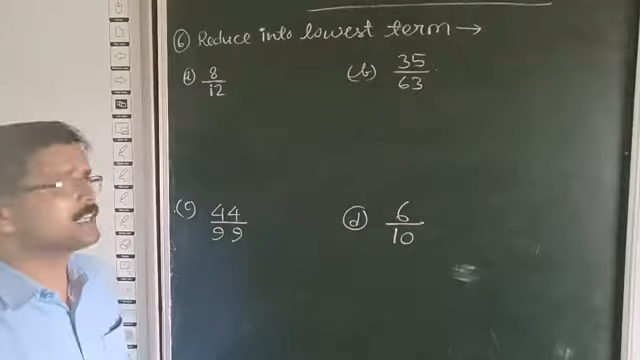 ⑥ Reduce into lowest term →
(a) 8/12
(b) 35/63
(c) 44/99
(d) 6/10